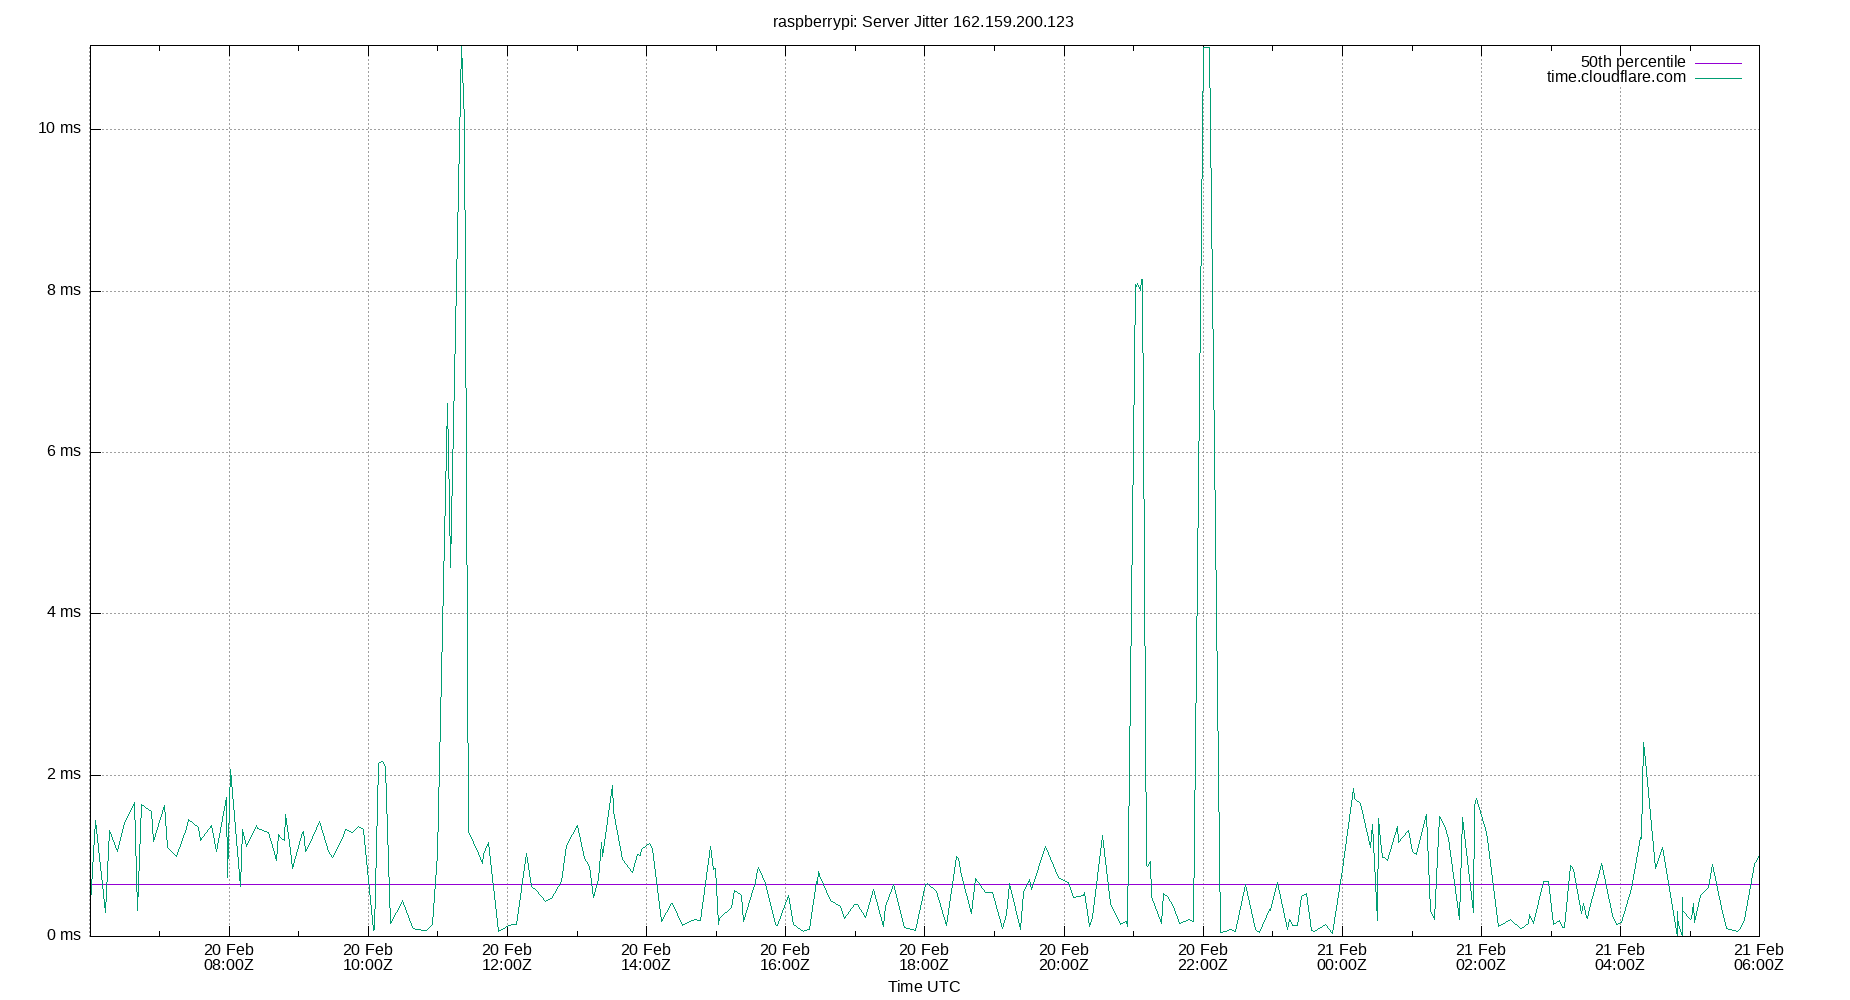 raspberrypi: Server Jitter 162.159.200.123
50th percentile
time.cloudflare.com
10 ms
8 ms
6 ms
4 ms
2 ms
0 ms
20 Feb 20 Feb 20 Feb 20 Feb 20 Feb 20 Feb 20 Feb 20 Feb 21 Feb 21 Feb 21 Feb 21 Feb
08:00Z 10:00Z 12:00Z 14:00Z 16:00Z 18:00Z 20:00Z 22:00Z 00:00Z 02:00Z 04:00Z 06:00Z
Time UTC